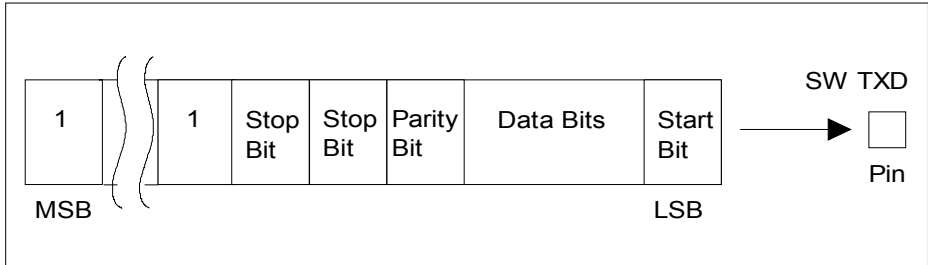 SW TXD
1
1
Stop
Bit
Stop
Bit
Parity
Bit
Data Bits
Start
Bit
Pin
MSB
LSB